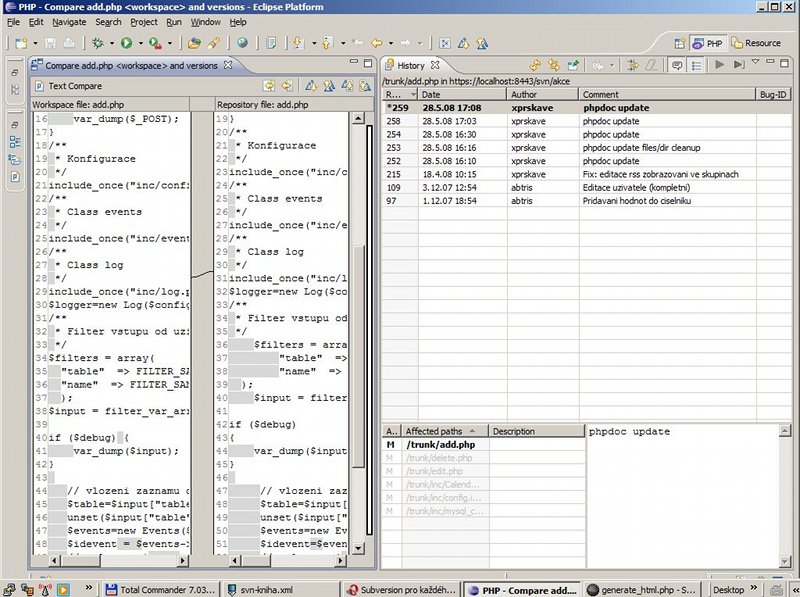 PHP - Compare add.php <workspace> and versions - Eclipse Platform
File Edit Navigate Search Project Run Window Help
PHP Resource
Compare add.php <workspace> and versions
Text Compare
Workspace file: add.php Repository file: add.php
16 var_dump($_POST);
17 }
18 /**
19 * Konfigurace
20 */
21 include_once("inc/conf
22 /**
23 * Class events
24 */
25 include_once("inc/even
26 /**
27 * Class log
28 */
29 include_once("inc/log.p
30 $logger=new Log($config
31 /**
32 * Filter vstupu od uzi
33 */
34 $filters = array(
35 "table" => FILTER_SA
36 "name" => FILTER_SA
37 );
38 $input = filter_var_arr
39
40 if ($debug) {
41 var_dump($input);
42 }
43
44 // vlozeni zaznamu d
45 $table=$input["table
46 unset($input["table"
47 $events=new Events($
48 $idevent = $events->
19 }
20 /**
21 * Konfigurace
22 */
23 include_once("inc/c
24 /**
25 * Class events
26 */
27 include_once("inc/e
28 /**
29 * Class log
30 */
31 include_once("inc/l
32 $logger=new Log($co
33 /**
34 * Filter vstupu od
35 */
36 $filters = arra
37 "table" =>
38 "name" =>
39 );
40 $input = filter
41
42 if ($debug)
43 {
44 var_dump($input
45 }
46
47 // vlozeni zaz
48 $table=$input[
49 unset($input["
50 $events=new Ev
51 $idevent=$even
History
/trunk/add.php in https://localhost:8443/svn/akce
R... Date Author Comment Bug-ID
*259 28.5.08 17:08 xprskave phpdoc update
258 28.5.08 17:03 xprskave phpdoc update
254 28.5.08 16:30 xprskave phpdoc update
253 28.5.08 16:16 xprskave phpdoc update files/dir cleanup
252 28.5.08 16:10 xprskave phpdoc update
215 18.4.08 10:15 xprskave Fix: editace rss zobrazovani ve skupinach
109 3.12.07 12:54 abtris Editace uzivatele (kompletni)
97 1.12.07 18:54 abtris Pridavani hodnot do ciselniku
A.. Affected paths Description
M /trunk/add.php
M /trunk/delete.php
M /trunk/edit.php
M /trunk/inc/Calend...
M /trunk/inc/config.i...
M /trunk/inc/mysql_c...
phpdoc update
Total Commander 7.03... svn-kniha.xml Subversion pro každéh... PHP - Compare add.... generate_html.php - S... Desktop